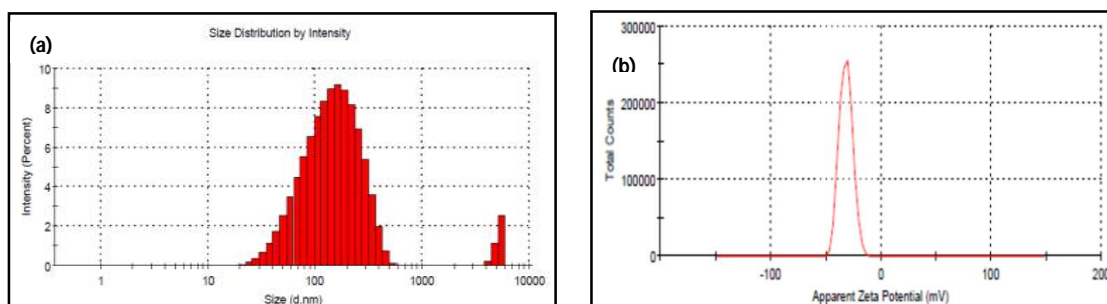 (a)
Size Distribution by Intensity
Intensity (Percent)
10
8
6
4
2
0
1 10 100 1000 10000
Size (d.nm)
(b)
Total Counts
300000
200000
100000
0
-100 0 100 200
Apparent Zeta Potential (mV)